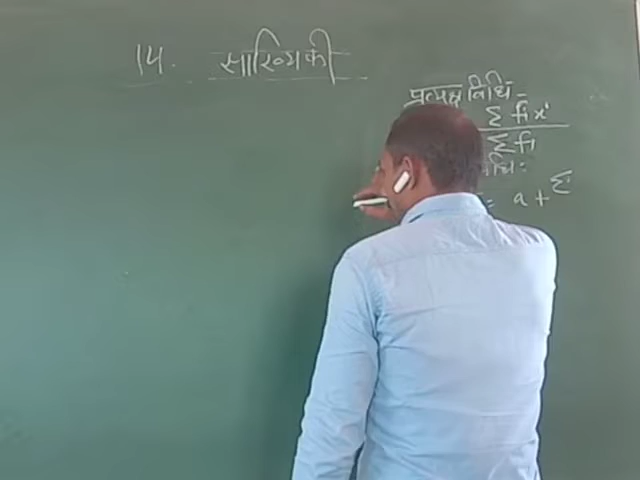 14. सांख्यिकी
प्रत्यक्ष विधि -
Σ fi xi
Σ fi
विधि :
= a + Σ